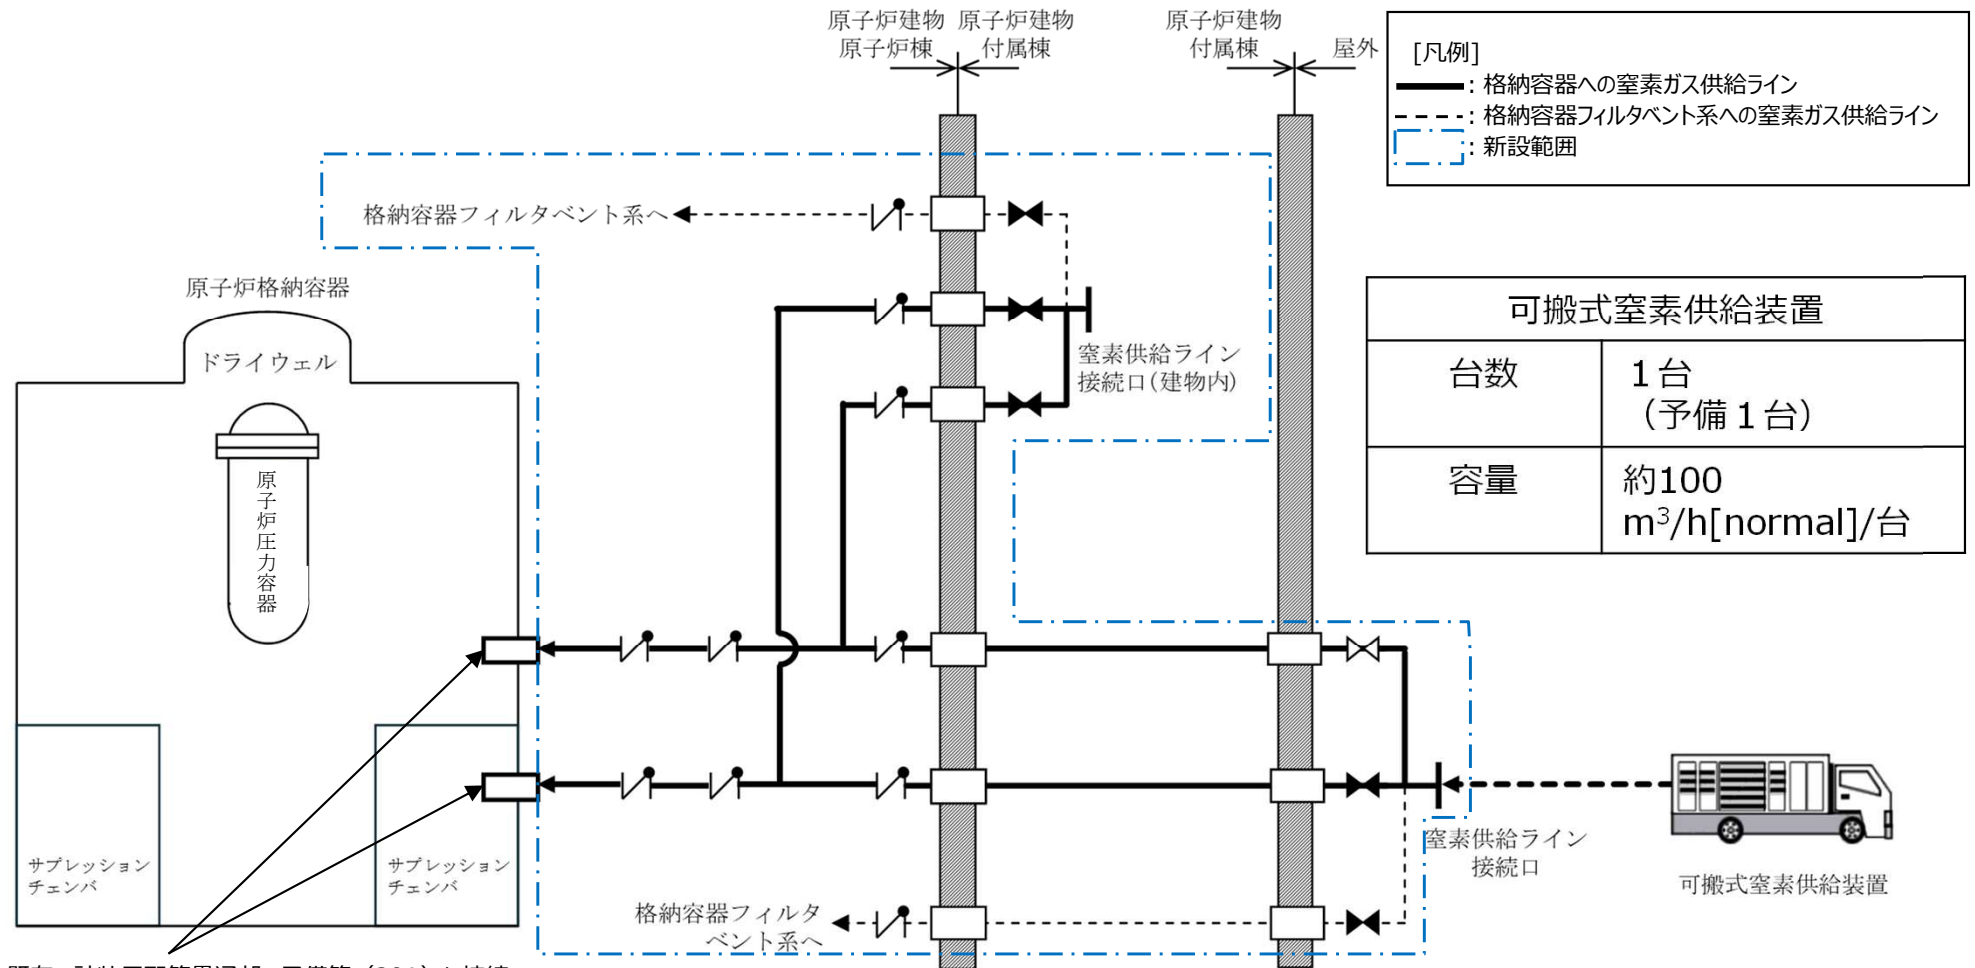 原子炉建物 原子炉建物
原子炉棟 付属棟
原子炉建物
付属棟 屋外
[凡例]
: 格納容器への窒素ガス供給ライン
: 格納容器フィルタベント系への窒素ガス供給ライン
: 新設範囲
格納容器フィルタベント系へ
原子炉格納容器
ドライウェル
原子炉圧力容器
窒素供給ライン
接続口(建物内)
可搬式窒素供給装置
台数 1台
(予備1台)
容量 約100
m³/h[normal]/台
サプレッション
チェンバ
サプレッション
チェンバ
窒素供給ライン
接続口
可搬式窒素供給装置
格納容器フィルタ
ベント系へ